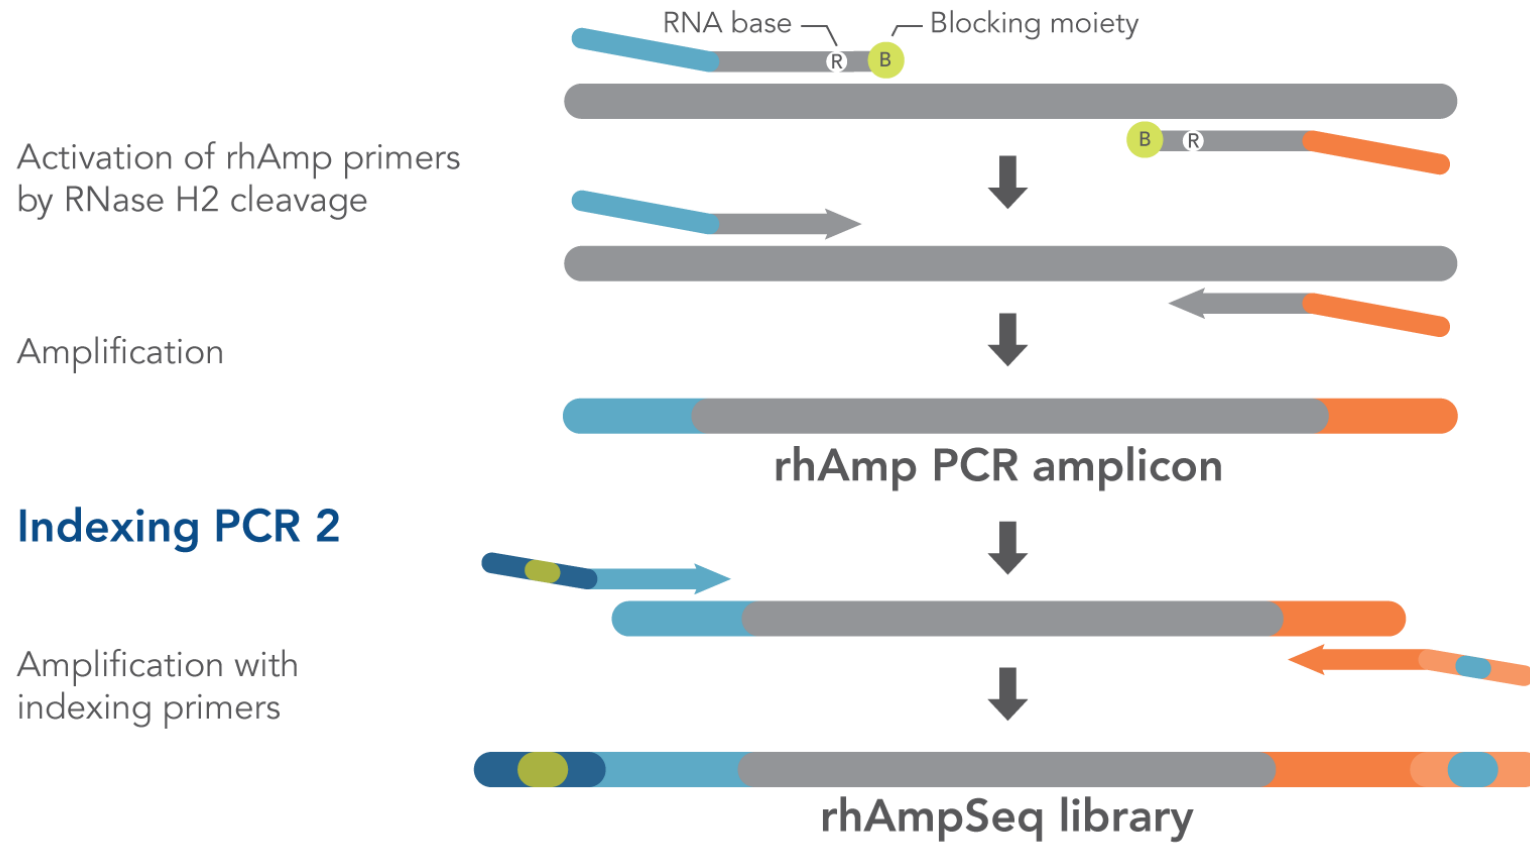 RNA base
Blocking moiety
R
B
B
R
Activation of rhAmp primers
by RNase H2 cleavage
Amplification
rhAmp PCR amplicon
Indexing PCR 2
Amplification with
indexing primers
rhAmpSeq library